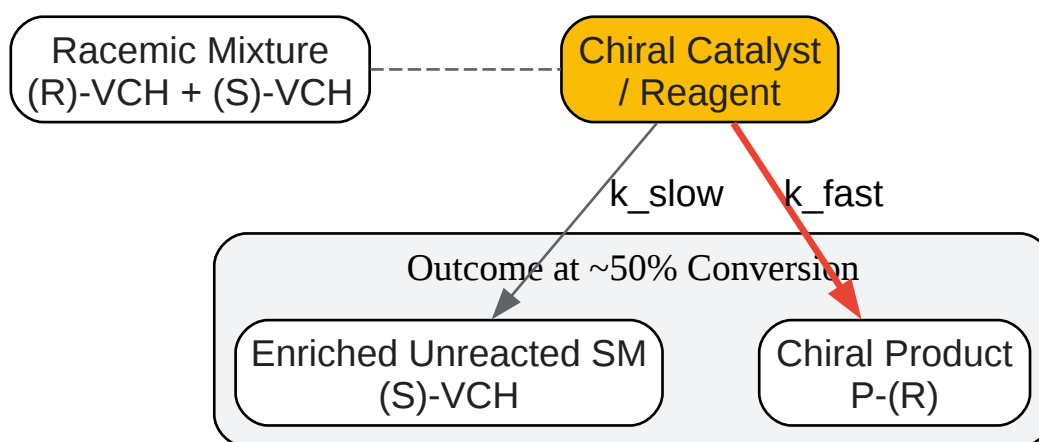 Racemic Mixture
(R)-VCH + (S)-VCH
Chiral Catalyst
/ Reagent
k_slow
k_fast
Outcome at ~50% Conversion
Enriched Unreacted SM
(S)-VCH
Chiral Product
P-(R)